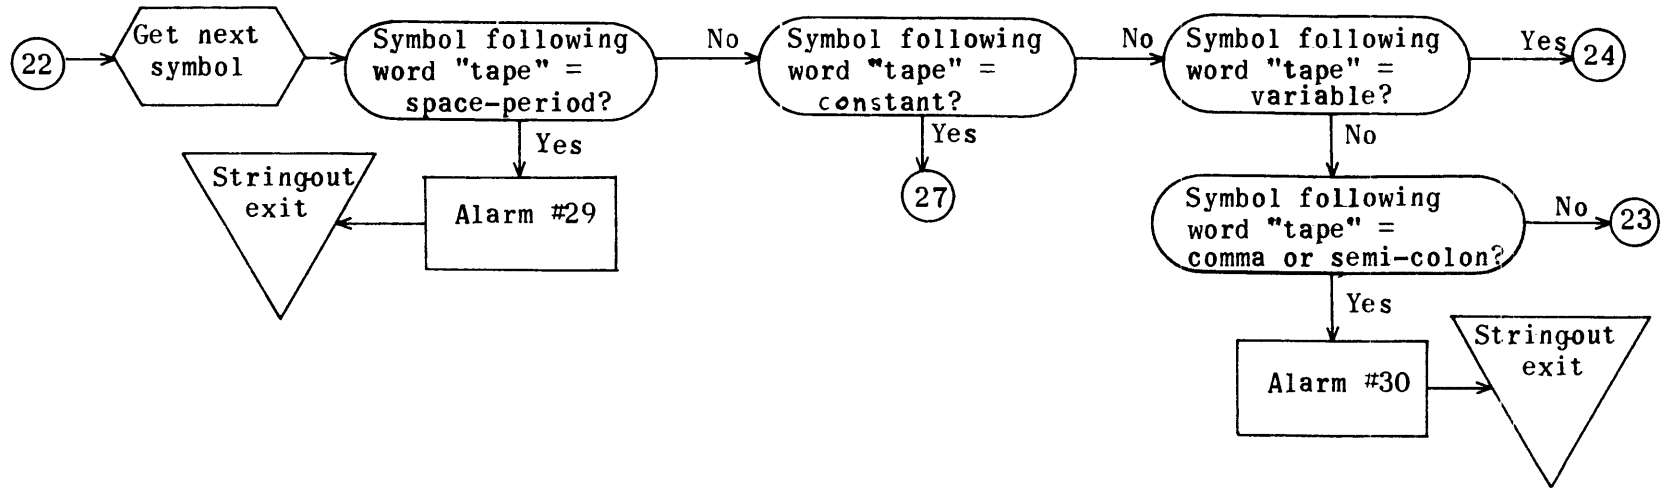 22
Get next
symbol
Symbol following
word "tape" =
space-period?
No
Symbol following
word "tape" =
constant?
No
Symbol following
word "tape" =
variable?
Yes
24
Yes
Alarm #29
Stringout
exit
Yes
27
No
Symbol following
word "tape" =
comma or semi-colon?
No
23
Yes
Alarm #30
Stringout
exit